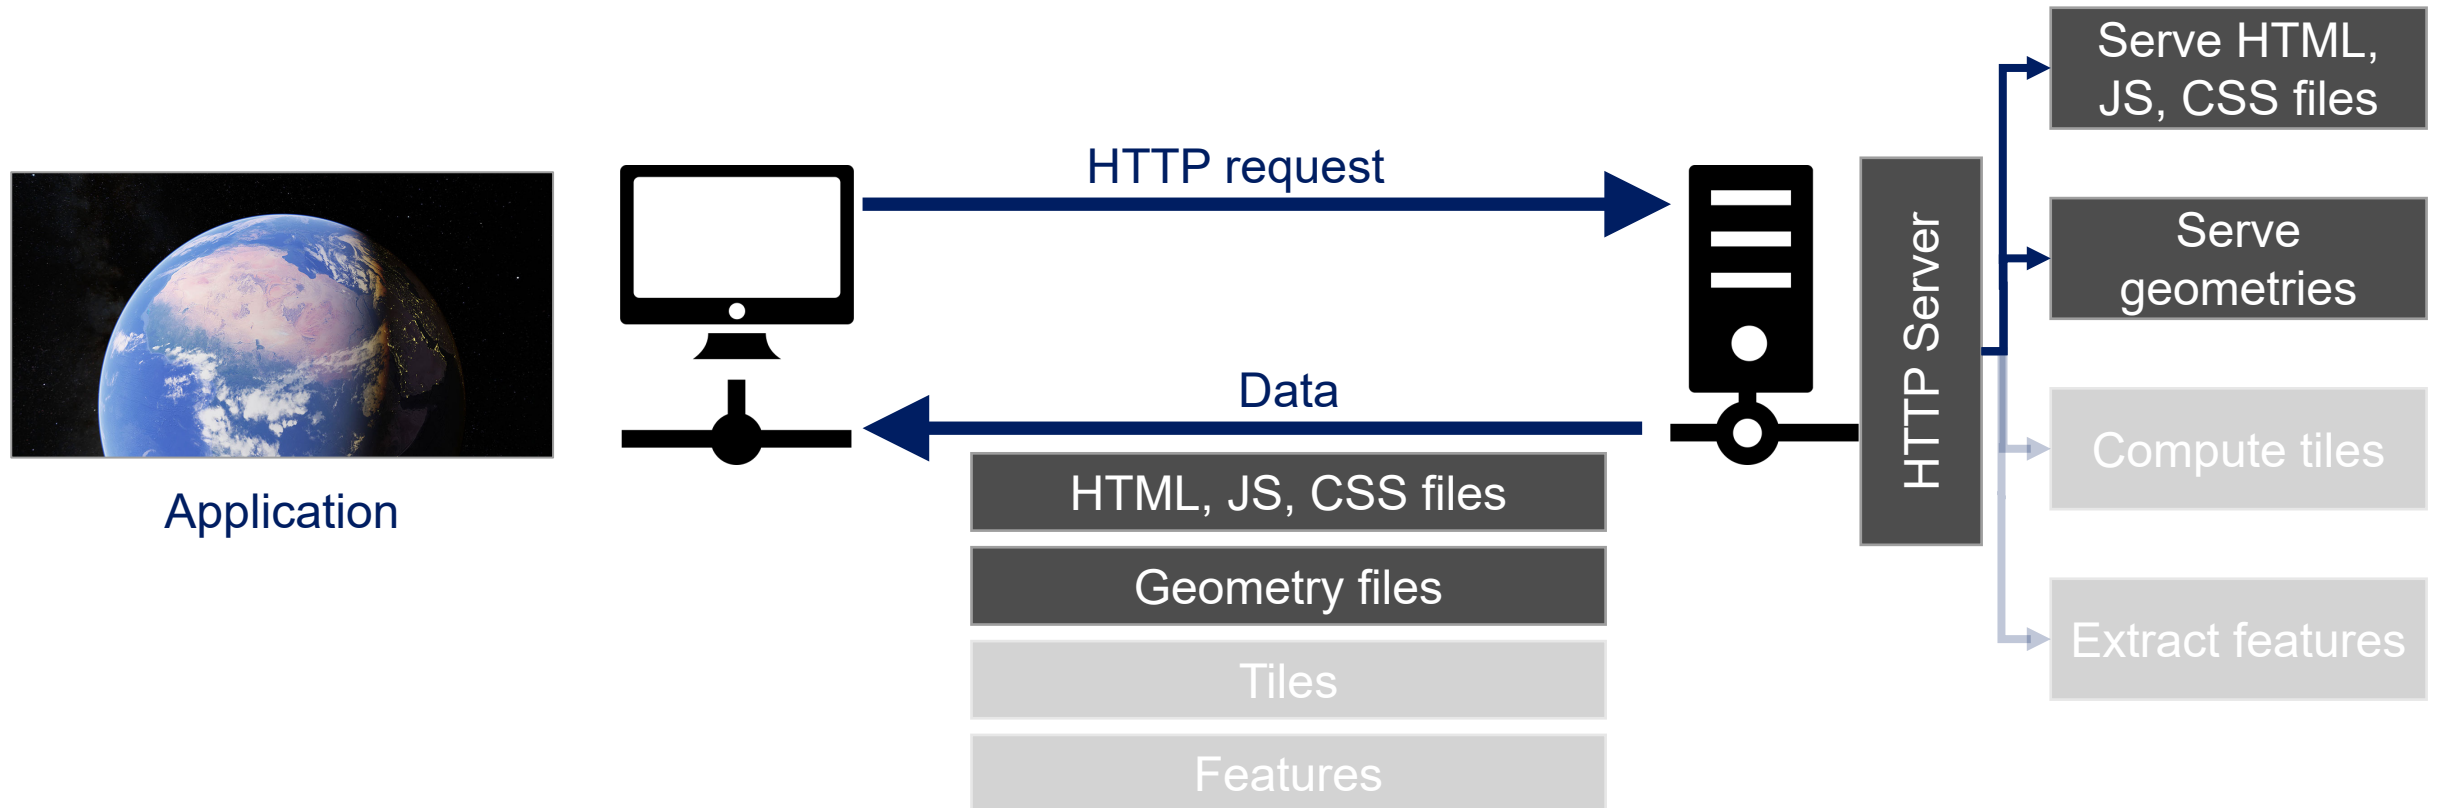 Application
HTTP request
Data
HTML, JS, CSS files
Geometry files
Tiles
Features
HTTP Server
Serve HTML,
JS, CSS files
Serve
geometries
Compute tiles
Extract features